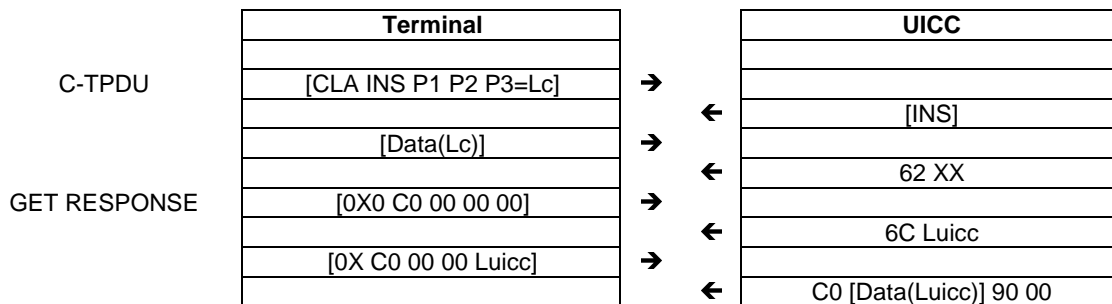 Terminal UICC
C-TPDU [CLA INS P1 P2 P3=Lc] ➔
🡸 [INS]
[Data(Lc)] ➔
🡸 62 XX
GET RESPONSE [0X0 C0 00 00 00] ➔
🡸 6C Luicc
[0X C0 00 00 Luicc] ➔
🡸 C0 [Data(Luicc)] 90 00